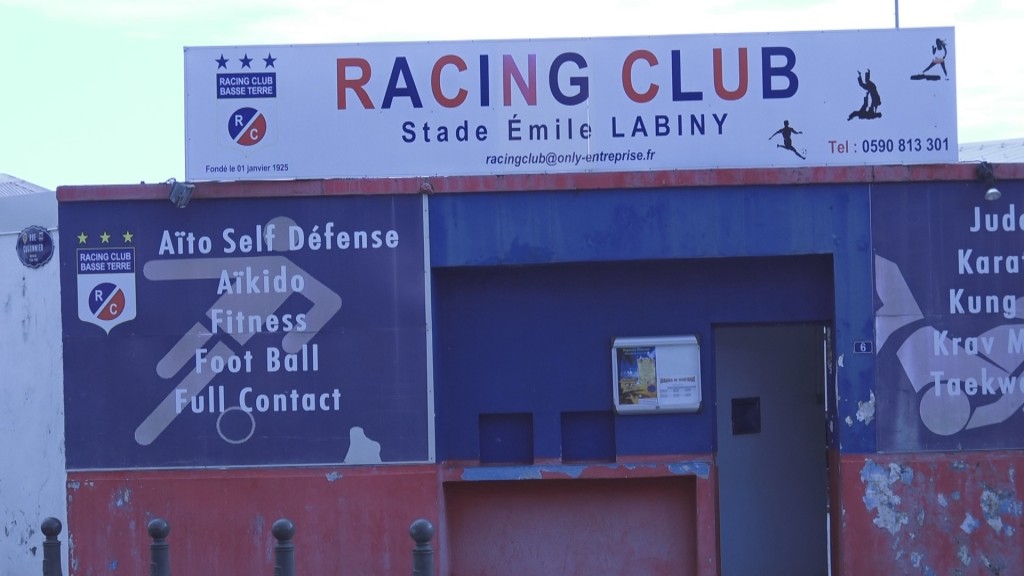 RACING CLUB
BASSE TERRE
R
C
Fondé le 01 janvier 1925
RACING CLUB
Stade Émile LABINY
racingclub@only-entreprise.fr
Tel : 0590 813 301
RACING CLUB
BASSE TERRE
R
C
Aïto Self Défense
Aïkido
Fitness
Foot Ball
Full Contact
6
Judo
Kara
Kung
Krav M
Taekw